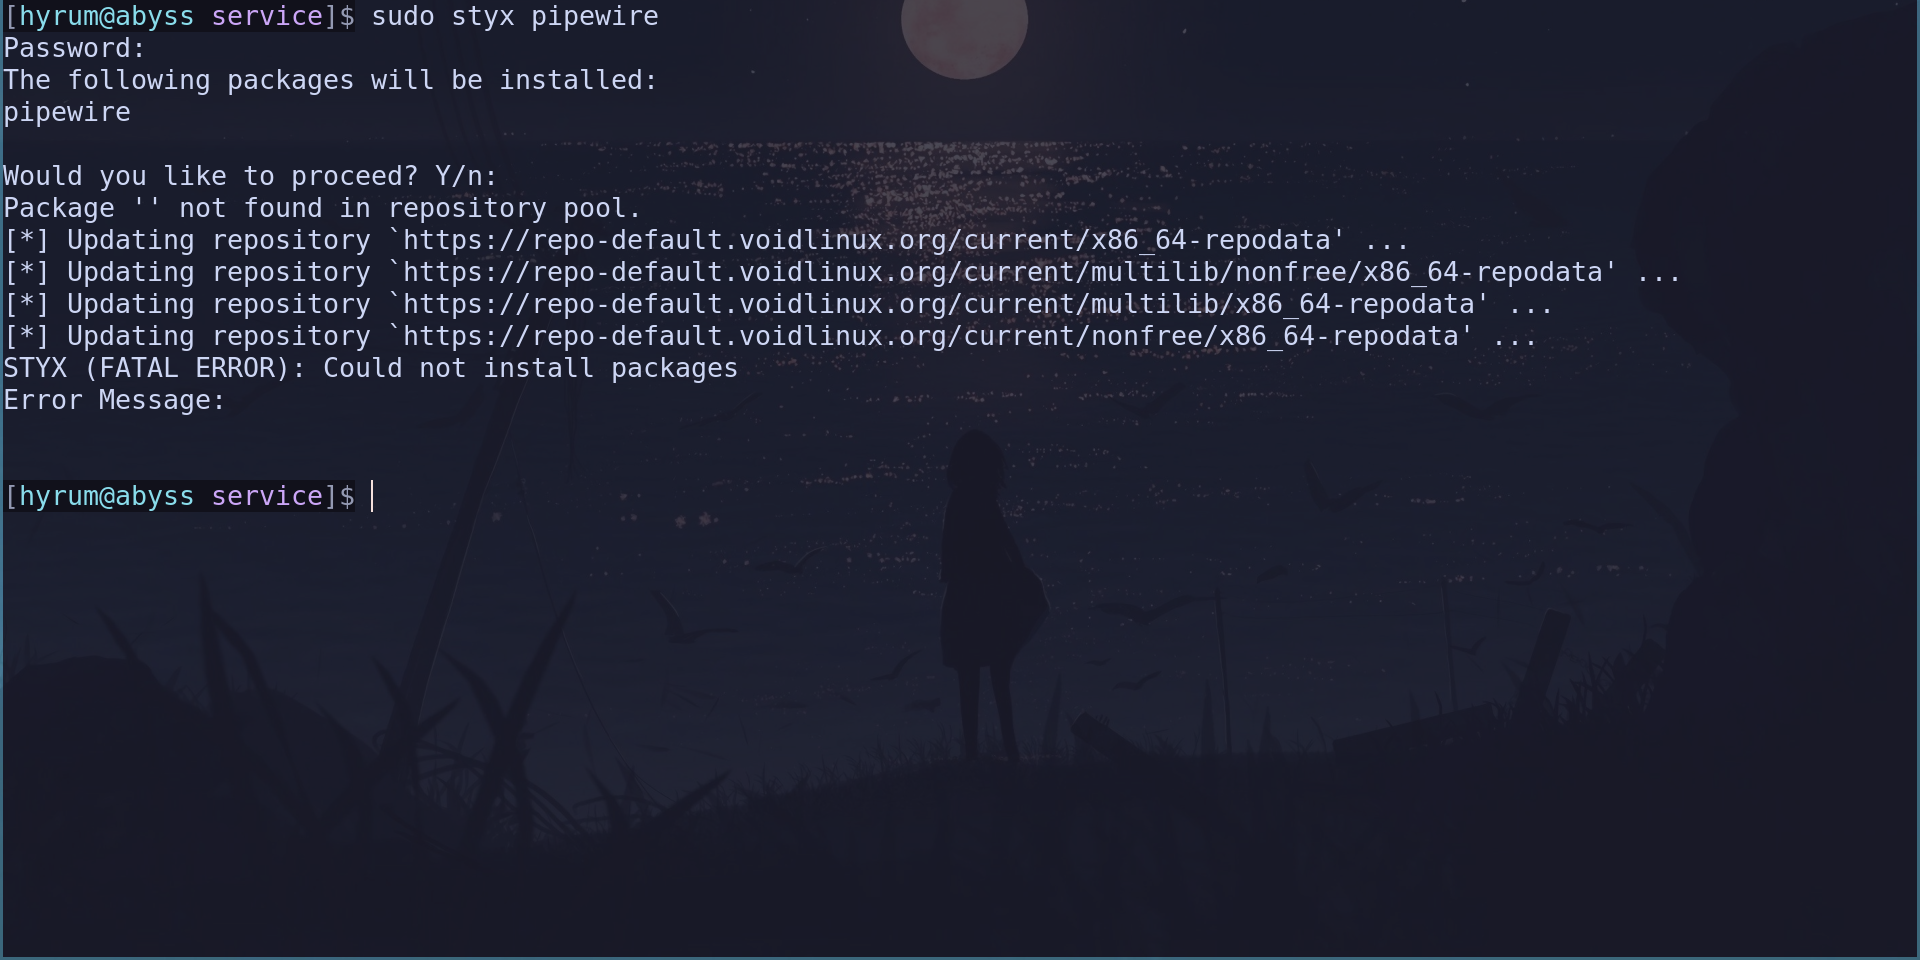 [hyrum@abyss service]$ sudo styx pipewire
Password:
The following packages will be installed:
pipewire
Would you like to proceed? Y/n:
Package '' not found in repository pool.
[*] Updating repository `https://repo-default.voidlinux.org/current/x86_64-repodata' ...
[*] Updating repository `https://repo-default.voidlinux.org/current/multilib/nonfree/x86_64-repodata' ...
[*] Updating repository `https://repo-default.voidlinux.org/current/multilib/x86_64-repodata' ...
[*] Updating repository `https://repo-default.voidlinux.org/current/nonfree/x86_64-repodata' ...
STYX (FATAL ERROR): Could not install packages
Error Message:
[hyrum@abyss service]$